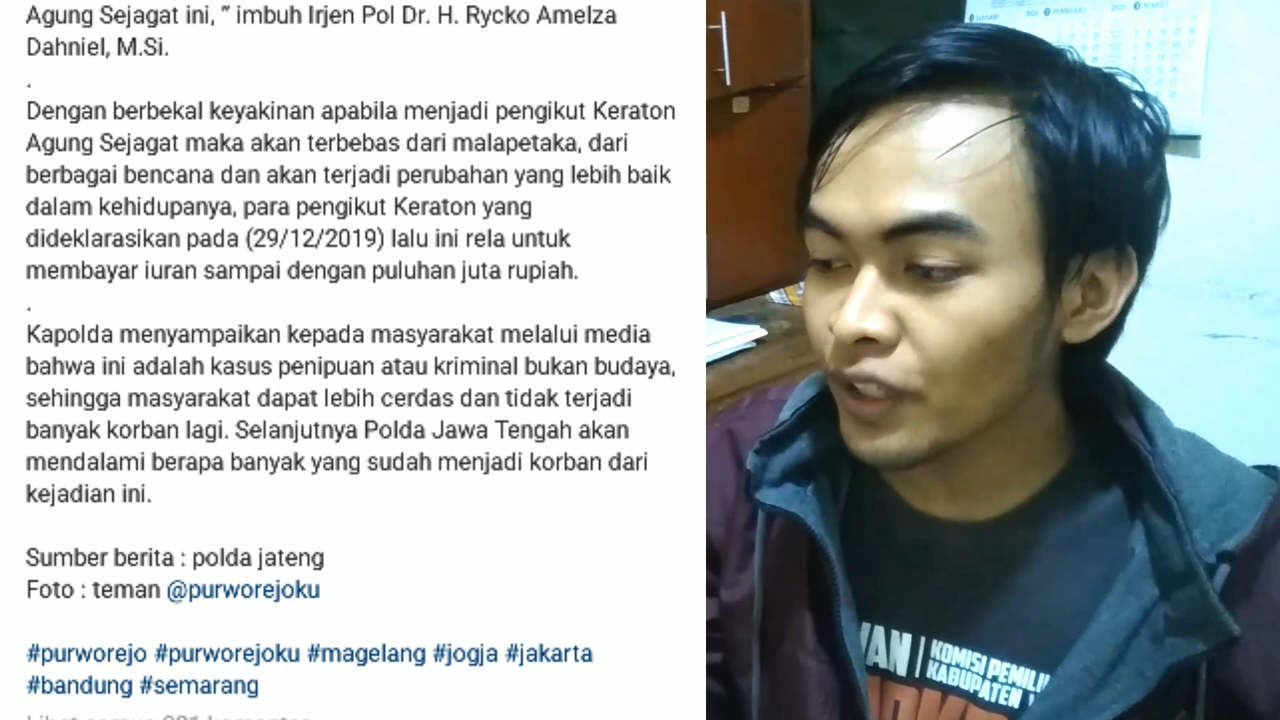 Agung Sejagat ini, ” imbuh Irjen Pol Dr. H. Rycko Amelza
Dahniel, M.Si.
.
Dengan berbekal keyakinan apabila menjadi pengikut Keraton
Agung Sejagat maka akan terbebas dari malapetaka, dari
berbagai bencana dan akan terjadi perubahan yang lebih baik
dalam kehidupanya, para pengikut Keraton yang
dideklarasikan pada (29/12/2019) lalu ini rela untuk
membayar iuran sampai dengan puluhan juta rupiah.
.
Kapolda menyampaikan kepada masyarakat melalui media
bahwa ini adalah kasus penipuan atau kriminal bukan budaya,
sehingga masyarakat dapat lebih cerdas dan tidak terjadi
banyak korban lagi. Selanjutnya Polda Jawa Tengah akan
mendalami berapa banyak yang sudah menjadi korban dari
kejadian ini.
Sumber berita : polda jateng
Foto : teman @purworejoku
#purworejo #purworejoku #magelang #jogja #jakarta
#bandung #semarang
KOMISI
KABUPATEN